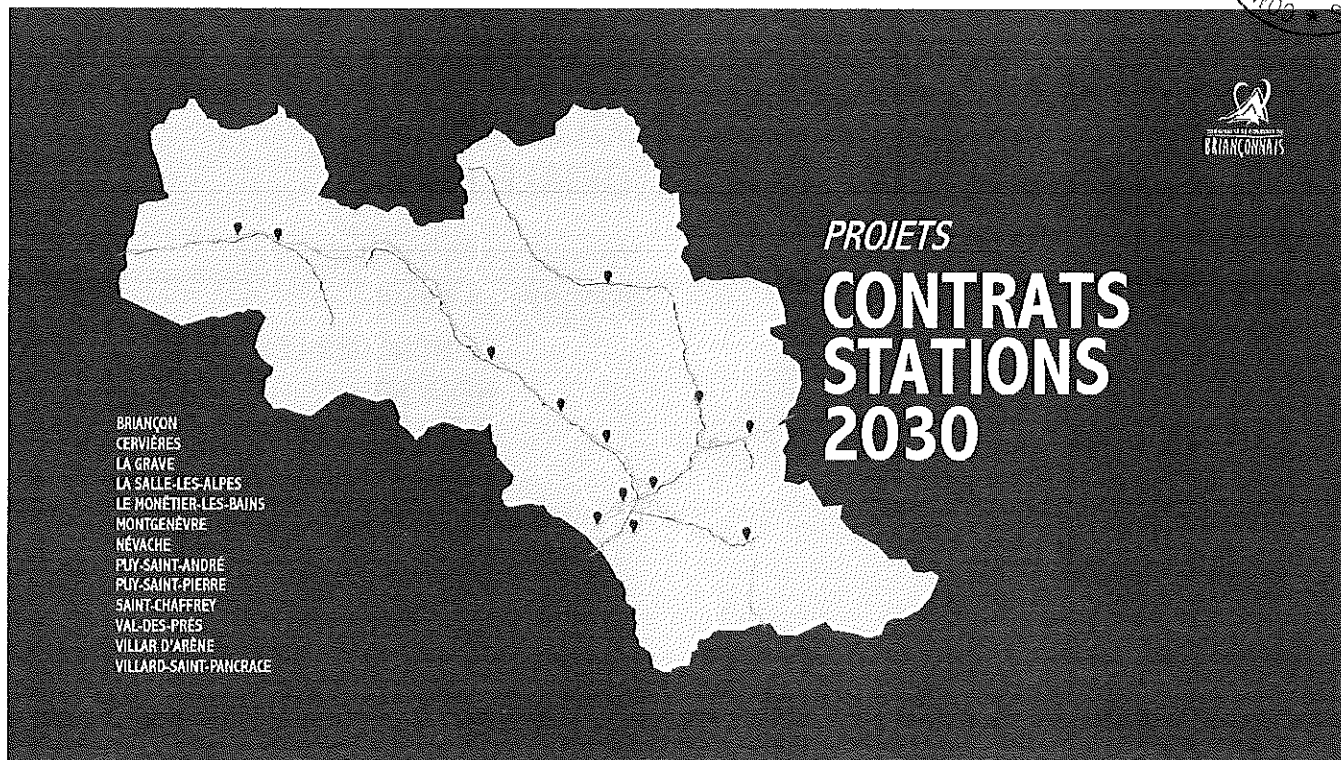 BRIANÇONNAIS
PROJETS
CONTRATS
STATIONS
2030
BRIANÇON
CERVIÈRES
LA GRAVE
LA SALLE-LES-ALPES
LE MONÊTIER-LES-BAINS
MONTGENÈVRE
NÉVACHE
PUY-SAINT-ANDRÉ
PUY-SAINT-PIERRE
SAINT-CHAFFREY
VAL-DES-PRÉS
VILLAR D'ARÈNE
VILLARD-SAINT-PANCRACE